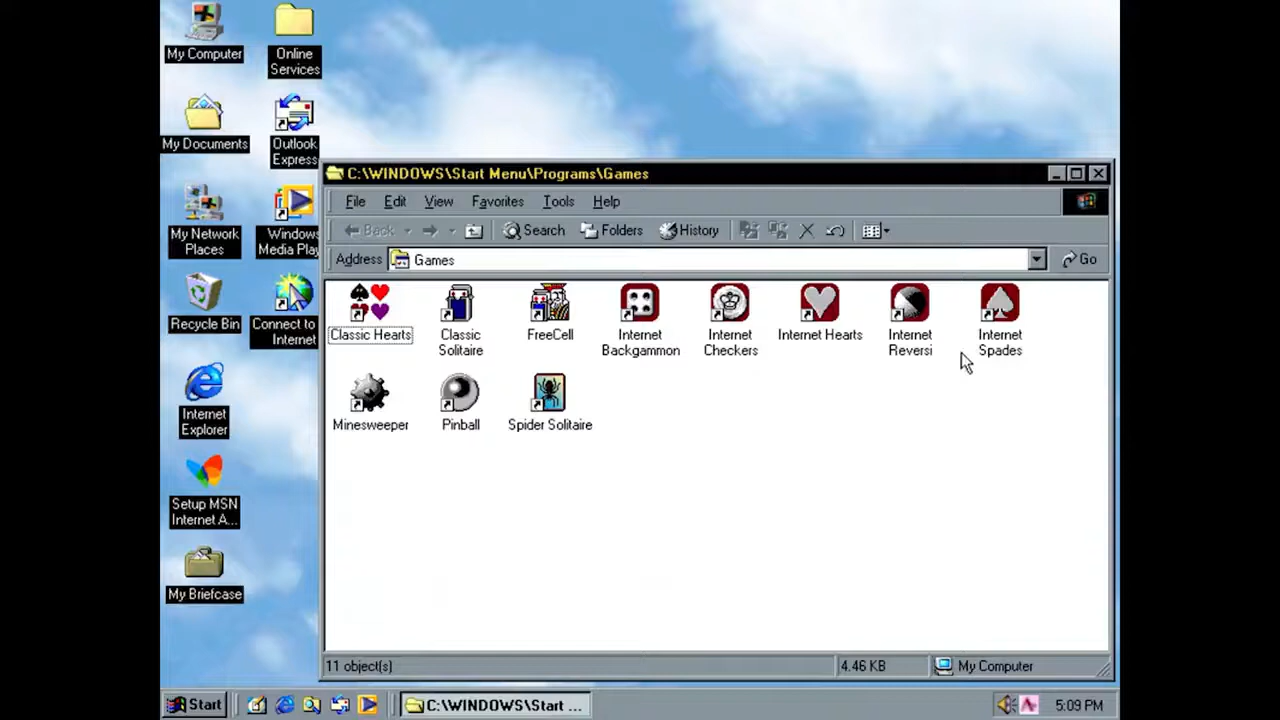 My Computer
Online
Services
My Documents
Outlook
Express
My Network
Places
Windows
Media Play
Recycle Bin
Connect to
Internet
Internet
Explorer
Setup MSN
Internet A...
My Briefcase
C:\WINDOWS\Start Menu\Programs\Games
File Edit View Favorites Tools Help
Back Search Folders History
Address Games Go
Classic Hearts
Classic
Solitaire
FreeCell
Internet
Backgammon
Internet
Checkers
Internet Hearts
Internet
Reversi
Internet
Spades
Minesweeper
Pinball
Spider Solitaire
11 object(s) 4.46 KB My Computer
Start C:\WINDOWS\Start ... 5:09 PM